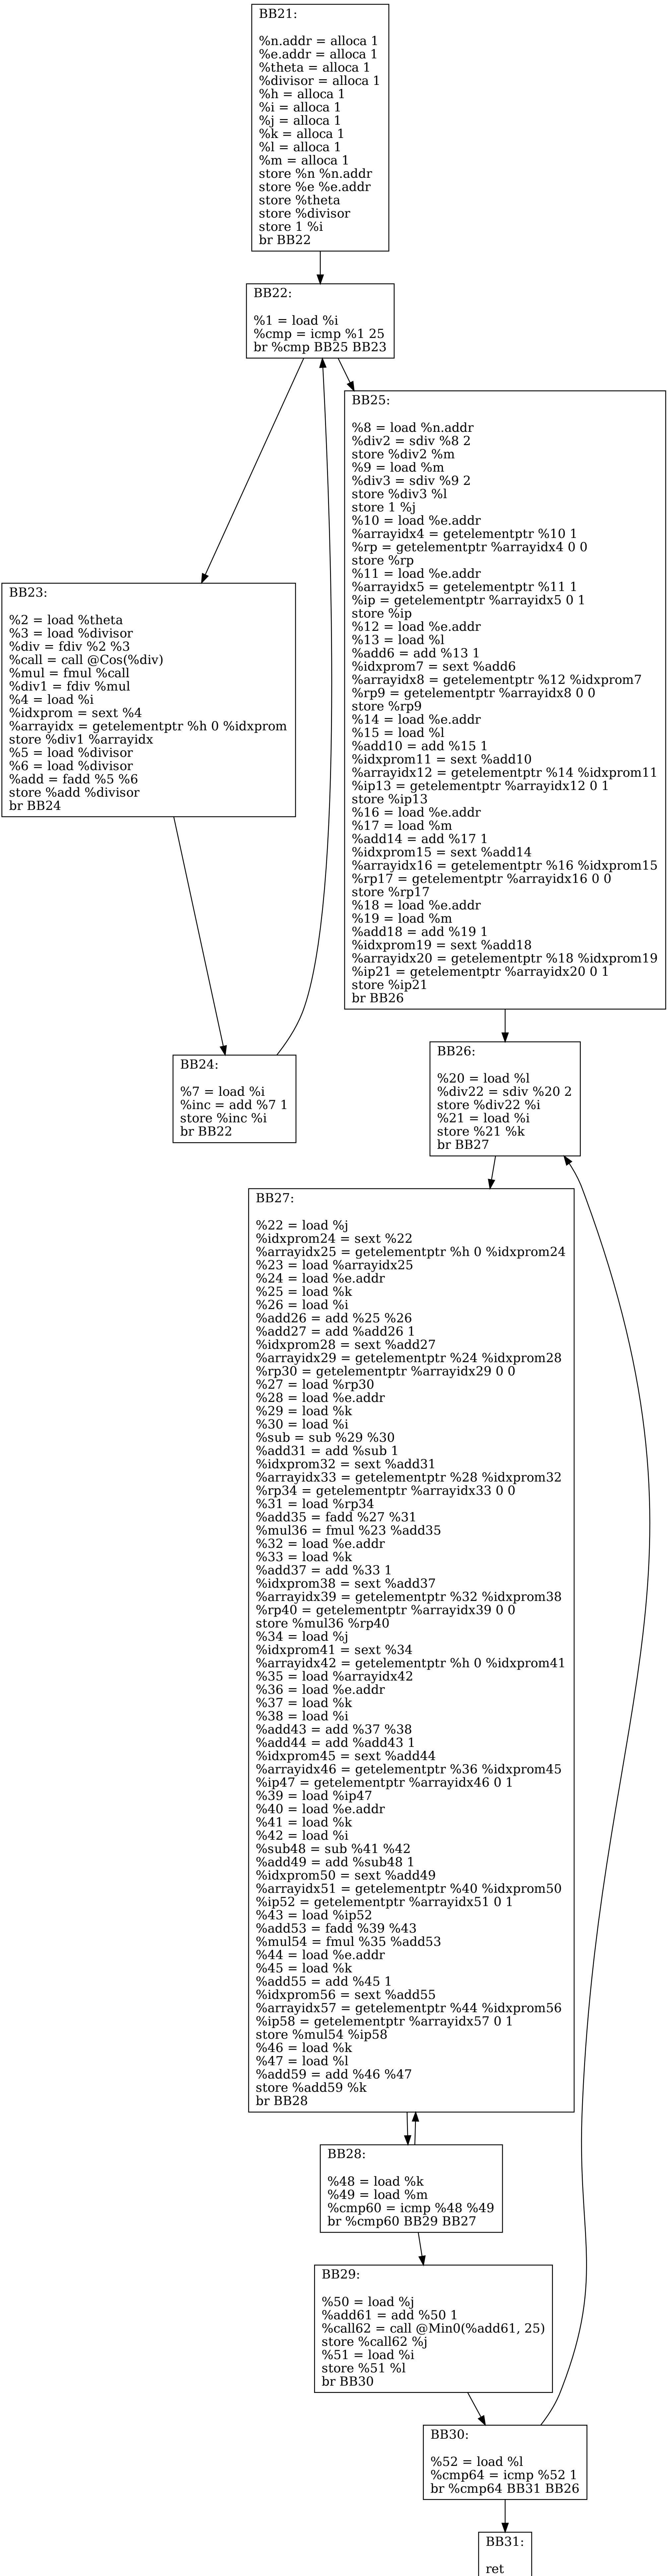 BB21:
%n.addr = alloca 1
%e.addr = alloca 1
%theta = alloca 1
%divisor = alloca 1
%h = alloca 1
%i = alloca 1
%j = alloca 1
%k = alloca 1
%l = alloca 1
%m = alloca 1
store %n %n.addr
store %e %e.addr
store %theta
store %divisor
store 1 %i
br BB22
BB22:
%1 = load %i
%cmp = icmp %1 25
br %cmp BB25 BB23
BB25:
%8 = load %n.addr
%div2 = sdiv %8 2
store %div2 %m
%9 = load %m
%div3 = sdiv %9 2
store %div3 %l
store 1 %j
%10 = load %e.addr
%arrayidx4 = getelementptr %10 1
%rp = getelementptr %arrayidx4 0 0
store %rp
%11 = load %e.addr
%arrayidx5 = getelementptr %11 1
%ip = getelementptr %arrayidx5 0 1
store %ip
%12 = load %e.addr
%13 = load %l
%add6 = add %13 1
%idxprom7 = sext %add6
%arrayidx8 = getelementptr %12 %idxprom7
%rp9 = getelementptr %arrayidx8 0 0
store %rp9
%14 = load %e.addr
%15 = load %l
%add10 = add %15 1
%idxprom11 = sext %add10
%arrayidx12 = getelementptr %14 %idxprom11
%ip13 = getelementptr %arrayidx12 0 1
store %ip13
%16 = load %e.addr
%17 = load %m
%add14 = add %17 1
%idxprom15 = sext %add14
%arrayidx16 = getelementptr %16 %idxprom15
%rp17 = getelementptr %arrayidx16 0 0
store %rp17
%18 = load %e.addr
%19 = load %m
%add18 = add %19 1
%idxprom19 = sext %add18
%arrayidx20 = getelementptr %18 %idxprom19
%ip21 = getelementptr %arrayidx20 0 1
store %ip21
br BB26
BB23:
%2 = load %theta
%3 = load %divisor
%div = fdiv %2 %3
%call = call @Cos(%div)
%mul = fmul %call
%div1 = fdiv %mul
%4 = load %i
%idxprom = sext %4
%arrayidx = getelementptr %h 0 %idxprom
store %div1 %arrayidx
%5 = load %divisor
%6 = load %divisor
%add = fadd %5 %6
store %add %divisor
br BB24
BB24:
%7 = load %i
%inc = add %7 1
store %inc %i
br BB22
BB26:
%20 = load %l
%div22 = sdiv %20 2
store %div22 %i
%21 = load %i
store %21 %k
br BB27
BB27:
%22 = load %j
%idxprom24 = sext %22
%arrayidx25 = getelementptr %h 0 %idxprom24
%23 = load %arrayidx25
%24 = load %e.addr
%25 = load %k
%26 = load %i
%add26 = add %25 %26
%add27 = add %add26 1
%idxprom28 = sext %add27
%arrayidx29 = getelementptr %24 %idxprom28
%rp30 = getelementptr %arrayidx29 0 0
%27 = load %rp30
%28 = load %e.addr
%29 = load %k
%30 = load %i
%sub = sub %29 %30
%add31 = add %sub 1
%idxprom32 = sext %add31
%arrayidx33 = getelementptr %28 %idxprom32
%rp34 = getelementptr %arrayidx33 0 0
%31 = load %rp34
%add35 = fadd %27 %31
%mul36 = fmul %23 %add35
%32 = load %e.addr
%33 = load %k
%add37 = add %33 1
%idxprom38 = sext %add37
%arrayidx39 = getelementptr %32 %idxprom38
%rp40 = getelementptr %arrayidx39 0 0
store %mul36 %rp40
%34 = load %j
%idxprom41 = sext %34
%arrayidx42 = getelementptr %h 0 %idxprom41
%35 = load %arrayidx42
%36 = load %e.addr
%37 = load %k
%38 = load %i
%add43 = add %37 %38
%add44 = add %add43 1
%idxprom45 = sext %add44
%arrayidx46 = getelementptr %36 %idxprom45
%ip47 = getelementptr %arrayidx46 0 1
%39 = load %ip47
%40 = load %e.addr
%41 = load %k
%42 = load %i
%sub48 = sub %41 %42
%add49 = add %sub48 1
%idxprom50 = sext %add49
%arrayidx51 = getelementptr %40 %idxprom50
%ip52 = getelementptr %arrayidx51 0 1
%43 = load %ip52
%add53 = fadd %39 %43
%mul54 = fmul %35 %add53
%44 = load %e.addr
%45 = load %k
%add55 = add %45 1
%idxprom56 = sext %add55
%arrayidx57 = getelementptr %44 %idxprom56
%ip58 = getelementptr %arrayidx57 0 1
store %mul54 %ip58
%46 = load %k
%47 = load %l
%add59 = add %46 %47
store %add59 %k
br BB28
BB28:
%48 = load %k
%49 = load %m
%cmp60 = icmp %48 %49
br %cmp60 BB29 BB27
BB29:
%50 = load %j
%add61 = add %50 1
%call62 = call @Min0(%add61, 25)
store %call62 %j
%51 = load %i
store %51 %l
br BB30
BB30:
%52 = load %l
%cmp64 = icmp %52 1
br %cmp64 BB31 BB26
BB31:
ret